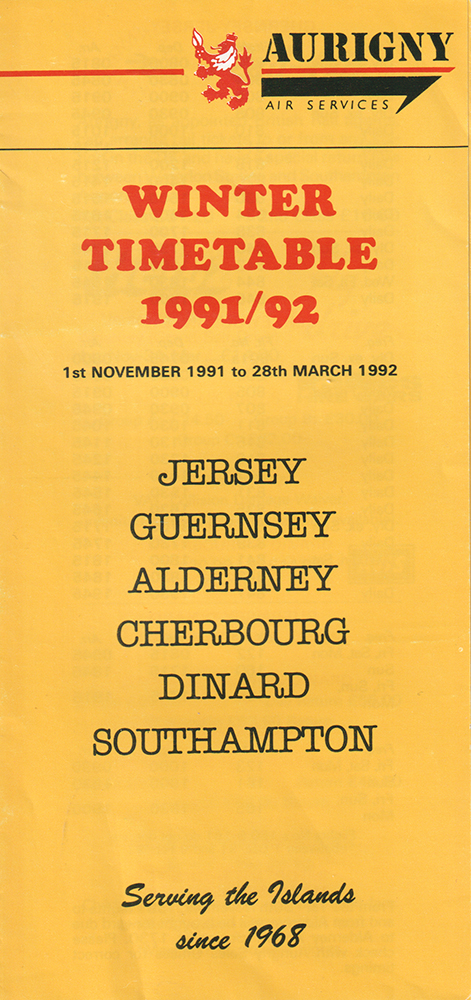 AURIGNY
AIR SERVICES
WINTER
TIMETABLE
1991/92
1st NOVEMBER 1991 to 28th MARCH 1992
JERSEY
GUERNSEY
ALDERNEY
CHERBOURG
DINARD
SOUTHAMPTON
Serving the Islands
since 1968